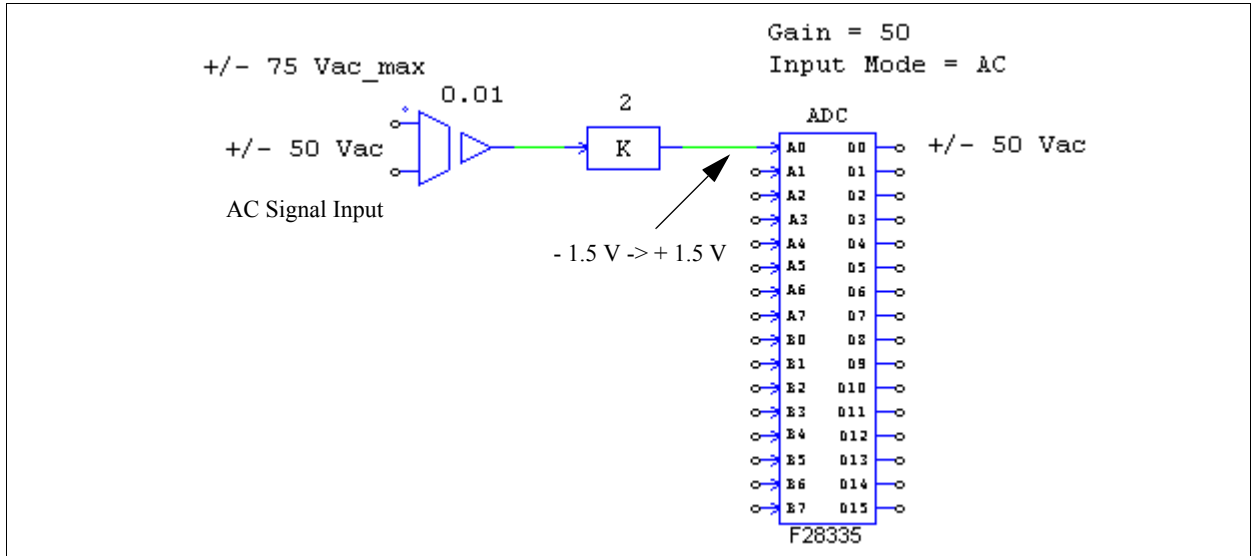 Gain = 50
+/- 75 Vac_max
Input Mode = AC
0.01
2
ADC
+/- 50 Vac
K
A0 D0
+/- 50 Vac
A1 D1
A2 D2
AC Signal Input
A3 D3
- 1.5 V -> + 1.5 V
A4 D4
A5 D5
A6 D6
A7 D7
B0 D8
B1 D9
B2 D10
B3 D11
B4 D12
B5 D13
B6 D14
B7 D15
F28335